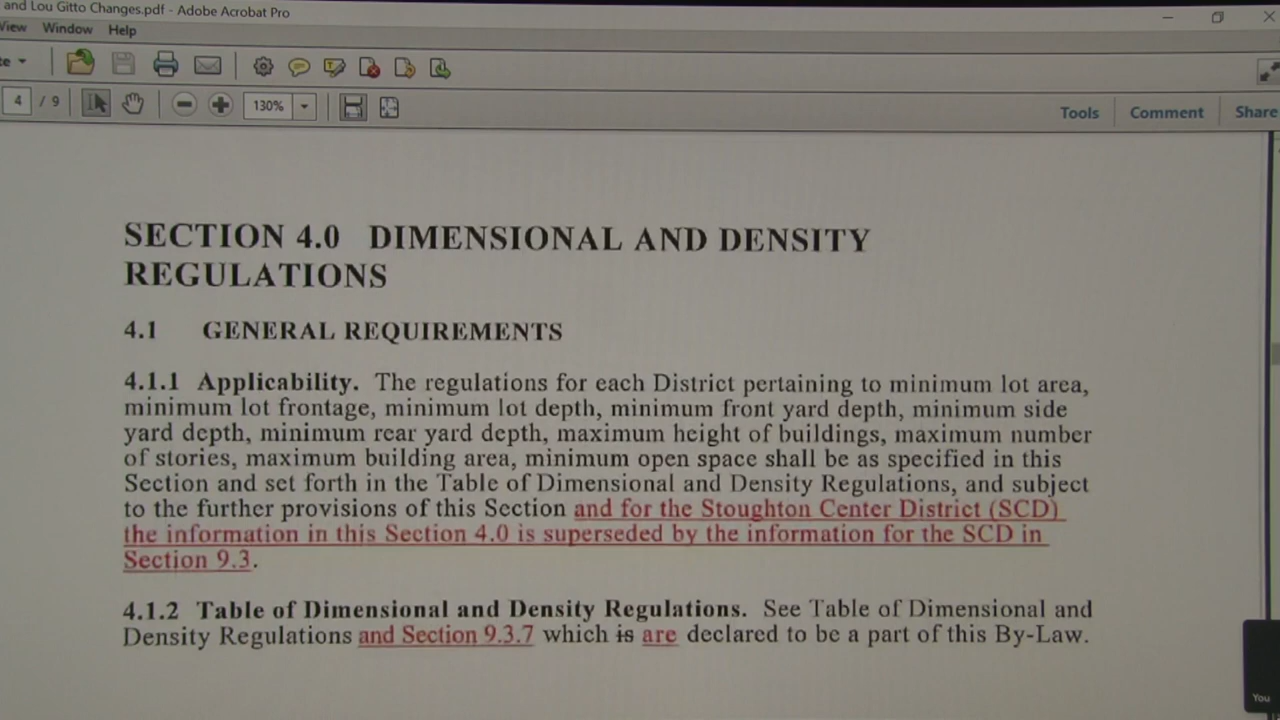 and Lou Gitto Changes.pdf - Adobe Acrobat Pro
View Window Help
4 / 9 130% Tools Comment Share
SECTION 4.0 DIMENSIONAL AND DENSITY
REGULATIONS
4.1 GENERAL REQUIREMENTS
4.1.1 Applicability. The regulations for each District pertaining to minimum lot area,
minimum lot frontage, minimum lot depth, minimum front yard depth, minimum side
yard depth, minimum rear yard depth, maximum height of buildings, maximum number
of stories, maximum building area, minimum open space shall be as specified in this
Section and set forth in the Table of Dimensional and Density Regulations, and subject
to the further provisions of this Section and for the Stoughton Center District (SCD)
the information in this Section 4.0 is superseded by the information for the SCD in
Section 9.3.
4.1.2 Table of Dimensional and Density Regulations. See Table of Dimensional and
Density Regulations and Section 9.3.7 which is are declared to be a part of this By-Law.
You